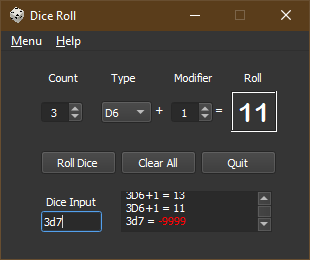 Dice Roll
Menu Help
Count Type Modifier Roll
3 D6 + 1 = 11
Roll Dice Clear All Quit
Dice Input
3d7
3D6+1 = 13
3D6+1 = 11
3d7 = -9999